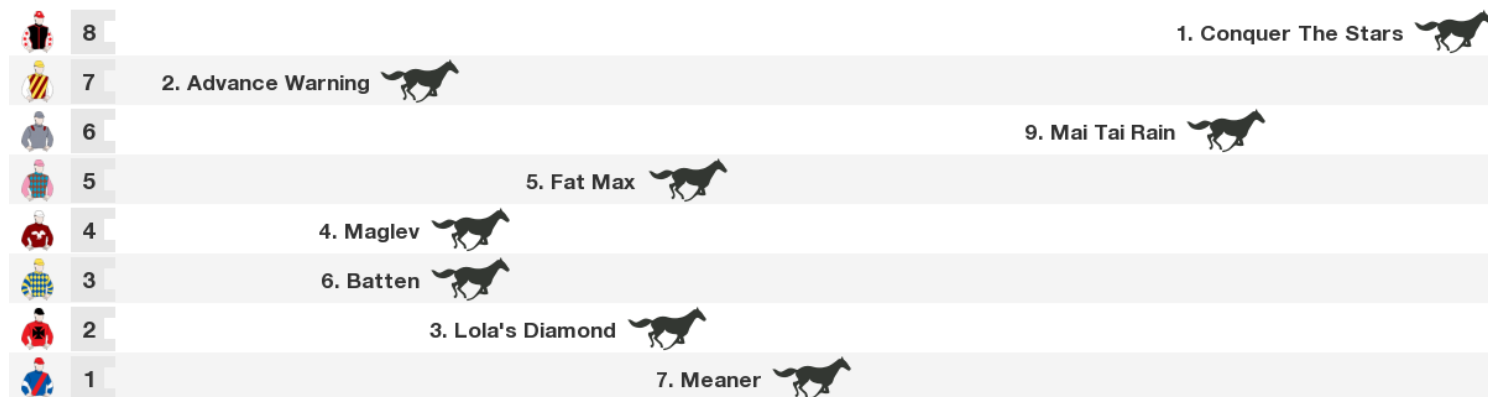 8 1. Conquer The Stars
7 2. Advance Warning
6 9. Mai Tai Rain
5 5. Fat Max
4 4. Maglev
3 6. Batten
2 3. Lola's Diamond
1 7. Meaner